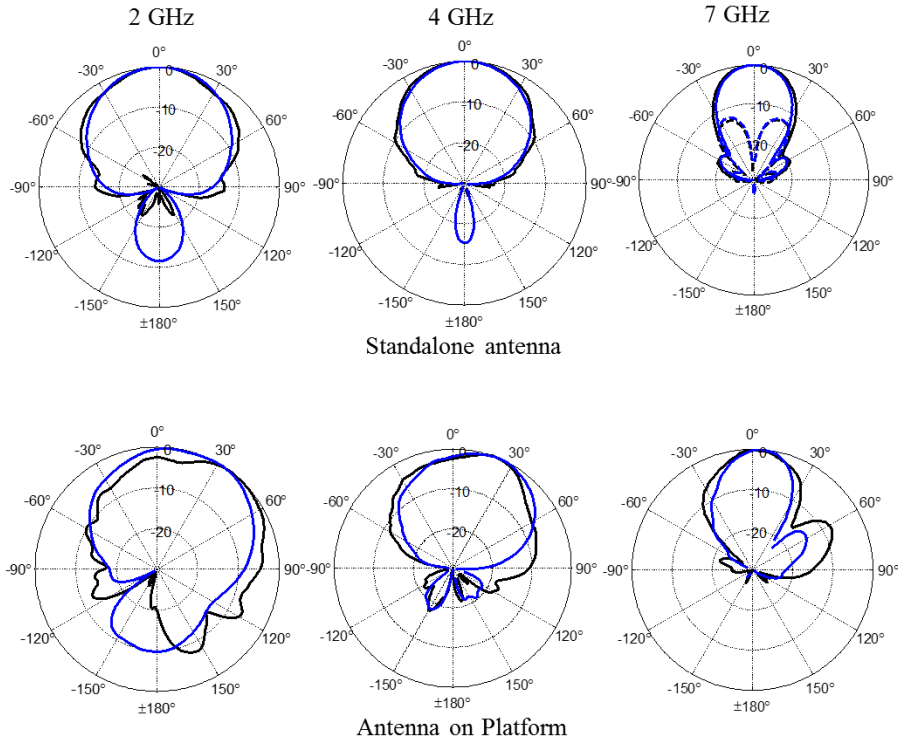 2 GHz 4 GHz 7 GHz
0° 0° 0°
-30° 0 30° -30° 0 30° -30° 0 30°
-60° -10 60° -60° -10 60° -60° -10 60°
-20 -20 -20
-90° 90° -90° 90° -90° 90°
-120° 120° -120° 120° -120° 120°
-150° 150° -150° 150° -150° 150°
±180° ±180° ±180°
Standalone antenna
0° 0° 0°
-30° 0 30° -30° 0 30° -30° 0 30°
-60° -10 60° -60° -10 60° -60° -10 60°
-20 -20 -20
-90° 90° -90° 90° -90° 90°
-120° 120° -120° 120° -120° 120°
-150° 150° -150° 150° -150° 150°
±180° ±180° ±180°
Antenna on Platform